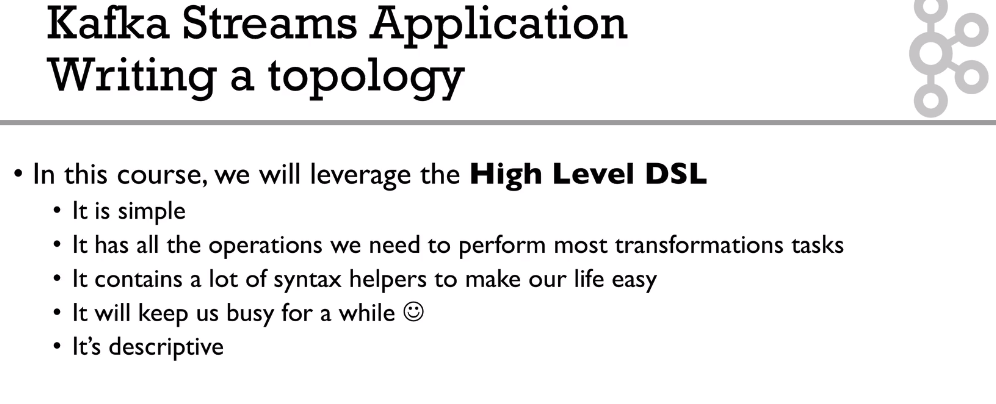 Kafka Streams Application
Writing a topology
• In this course, we will leverage the High Level DSL
• It is simple
• It has all the operations we need to perform most transformations tasks
• It contains a lot of syntax helpers to make our life easy
• It will keep us busy for a while ☺
• It’s descriptive